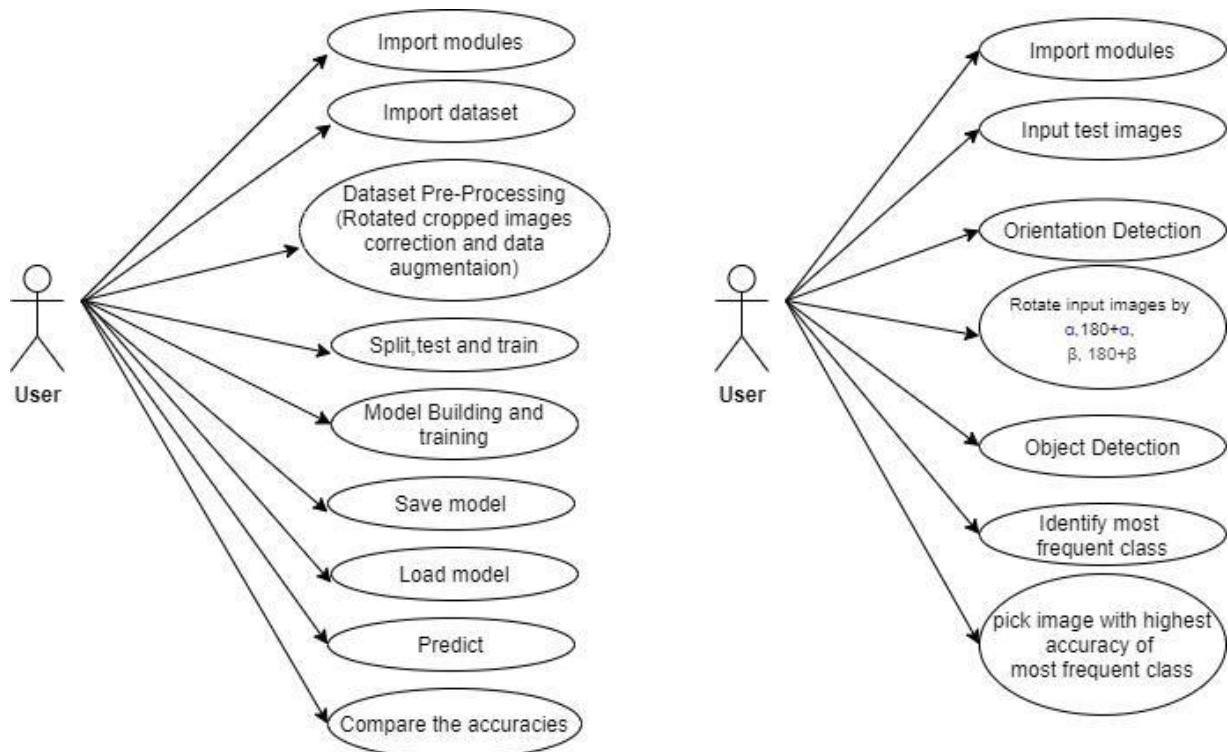 Import modules
Import dataset
Dataset Pre-Processing
(Rotated cropped images
correction and data
augmentaion)
Split,test and train
Model Building and
training
Save model
Load model
Predict
Compare the accuracies
User
Import modules
Input test images
Orientation Detection
Rotate input images by
α,180+α,
β, 180+β
Object Detection
Identify most
frequent class
pick image with highest
accuracy of
most frequent class
User